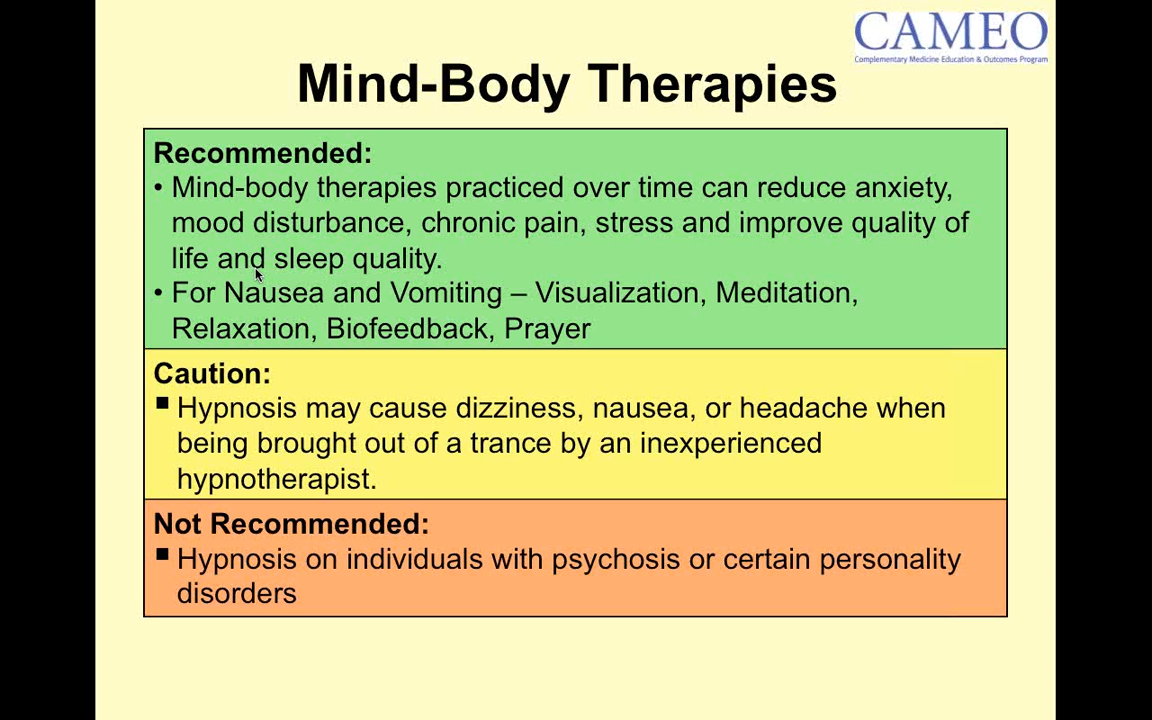 CAMEO
Complementary Medicine Education & Outcomes Program
Mind-Body Therapies
Recommended:
• Mind-body therapies practiced over time can reduce anxiety,
mood disturbance, chronic pain, stress and improve quality of
life and sleep quality.
• For Nausea and Vomiting – Visualization, Meditation,
Relaxation, Biofeedback, Prayer
Caution:
▪ Hypnosis may cause dizziness, nausea, or headache when
being brought out of a trance by an inexperienced
hypnotherapist.
Not Recommended:
▪ Hypnosis on individuals with psychosis or certain personality
disorders